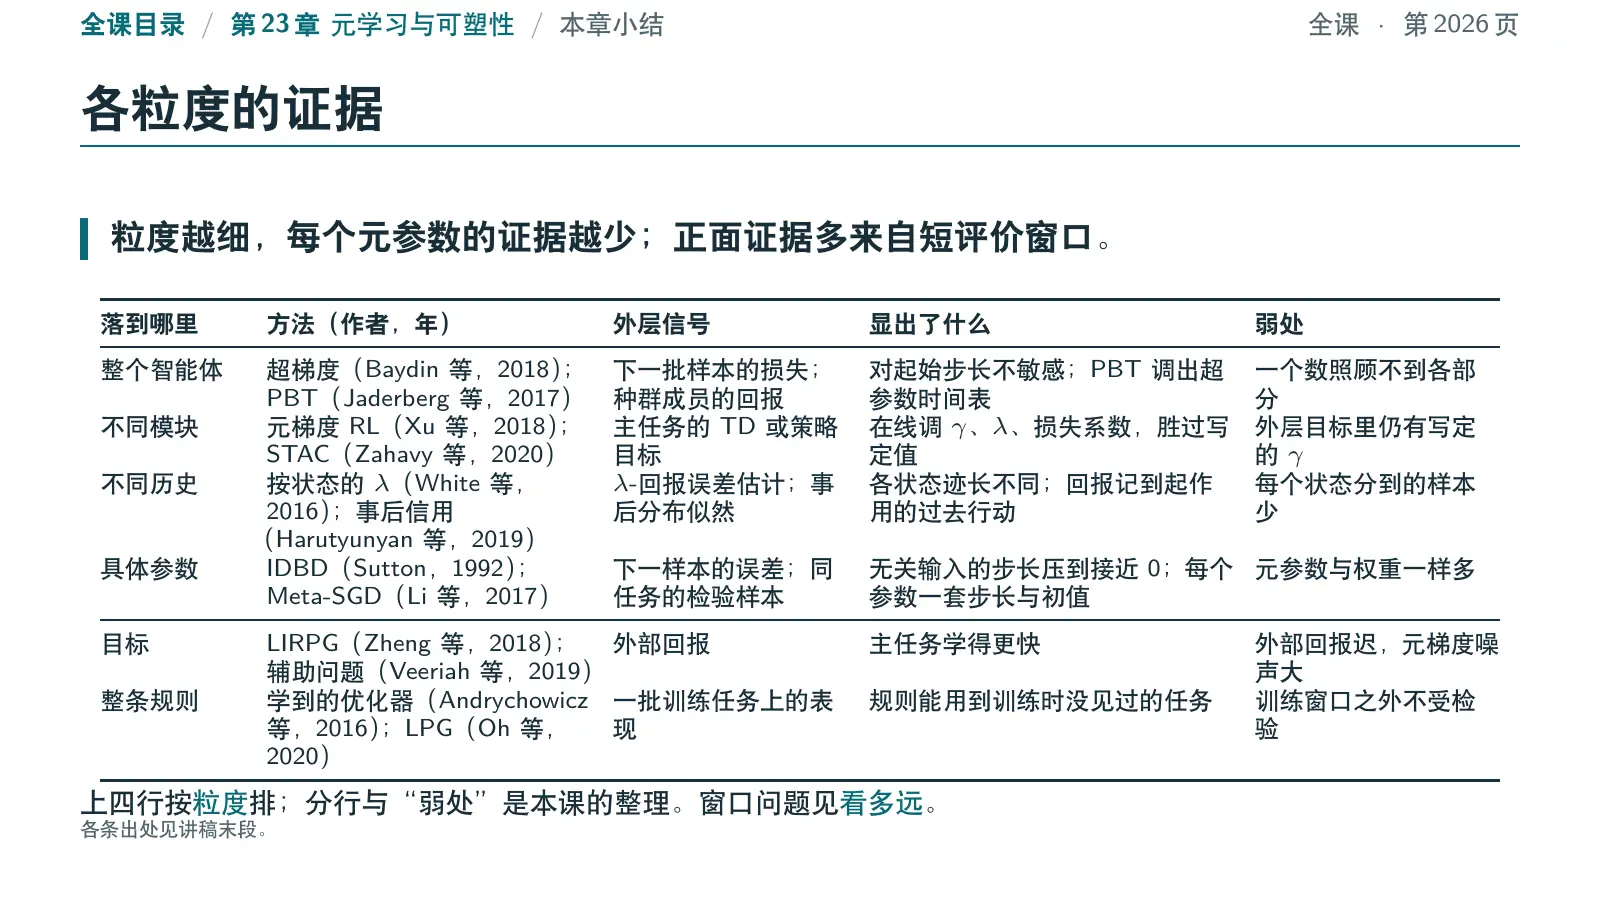 全课目录 / 第 23 章 元学习与可塑性 / 本章小结
全课 · 第 2026 页
各粒度的证据
粒度越细，每个元参数的证据越少；正面证据多来自短评价窗口。
落到哪里 方法（作者，年） 外层信号 显出了什么 弱处
整个智能体 超梯度（Baydin 等，2018）； 下一批样本的损失； 对起始步长不敏感；PBT 调出超 一个数照顾不到各部
PBT（Jaderberg 等，2017） 种群成员的回报 参数时间表 分
不同模块 元梯度 RL（Xu 等，2018）； 主任务的 TD 或策略 在线调 γ、λ、损失系数，胜过写 外层目标里仍有写定
STAC（Zahavy 等，2020） 目标 定值 的 γ
不同历史 按状态的 λ（White 等， λ-回报误差估计；事 各状态迹长不同；回报记到起作 每个状态分到的样本
2016）；事后信用 后分布似然 用的过去行动 少
（Harutyunyan 等，2019）
具体参数 IDBD（Sutton，1992）； 下一样本的误差；同 无关输入的步长压到接近 0；每个 元参数与权重一样多
Meta-SGD（Li 等，2017） 任务的检验样本 参数一套步长与初值
目标 LIRPG（Zheng 等，2018）； 外部回报 主任务学得更快 外部回报迟，元梯度噪
辅助问题（Veeriah 等，2019） 声大
整条规则 学到的优化器（Andrychowicz 一批训练任务上的表 规则能用到训练时没见过的任务 训练窗口之外不受检
等，2016）；LPG（Oh 等， 现 验
2020）
上四行按粒度排；分行与“弱处”是本课的整理。窗口问题见看多远。
各条出处见讲稿末段。